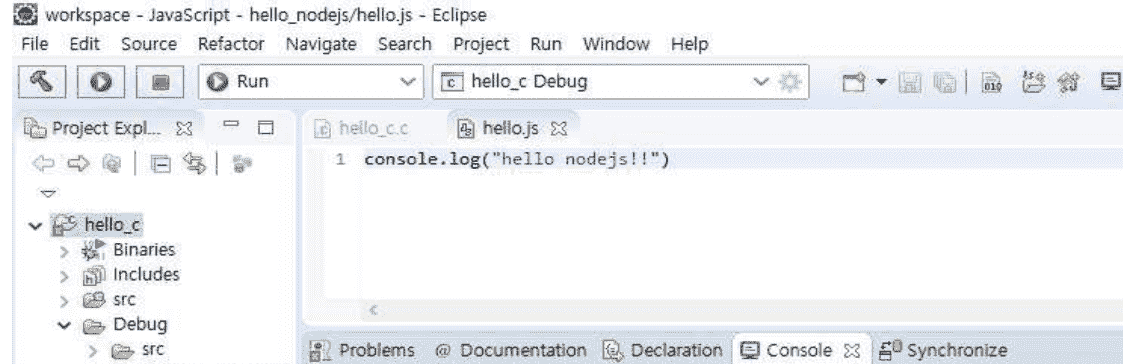 workspace - JavaScript - hello_nodejs/hello.js - Eclipse
File Edit Source Refactor Navigate Search Project Run Window Help
Run hello_c Debug
Project Expl... hello_c.c hello.js
1 console.log("hello nodejs!!")
hello_c
Binaries
Includes
src
Debug
src
Problems @ Documentation Declaration Console Synchronize